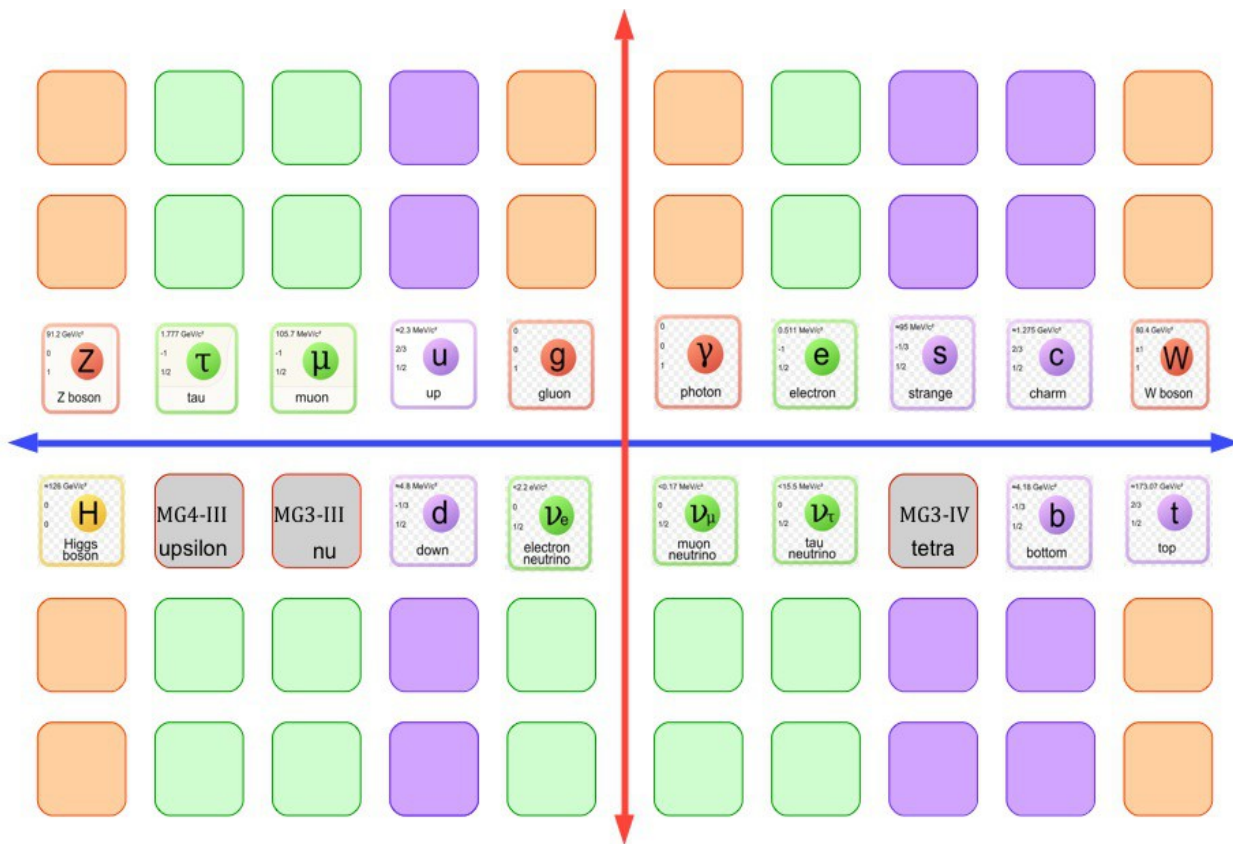 91.2 GeV/c²
0
1
Z
Z boson
1.777 GeV/c²
-1
1/2
τ
tau
105.7 MeV/c²
-1
1/2
μ
muon
≈2.3 MeV/c²
2/3
1/2
u
up
0
0
1
g
gluon
0
0
1
γ
photon
0.511 MeV/c²
-1
1/2
e
electron
≈95 MeV/c²
-1/3
1/2
s
strange
≈1.275 GeV/c²
2/3
1/2
c
charm
80.4 GeV/c²
±1
1
W
W boson
≈126 GeV/c²
0
0
H
Higgs
boson
MG4-III
upsilon
MG3-III
nu
≈4.8 MeV/c²
-1/3
1/2
d
down
<2.2 eV/c²
0
1/2
νe
electron
neutrino
<0.17 MeV/c²
0
1/2
νμ
muon
neutrino
<15.5 MeV/c²
0
1/2
ντ
tau
neutrino
MG3-IV
tetra
≈4.18 GeV/c²
-1/3
1/2
b
bottom
≈173.07 GeV/c²
2/3
1/2
t
top